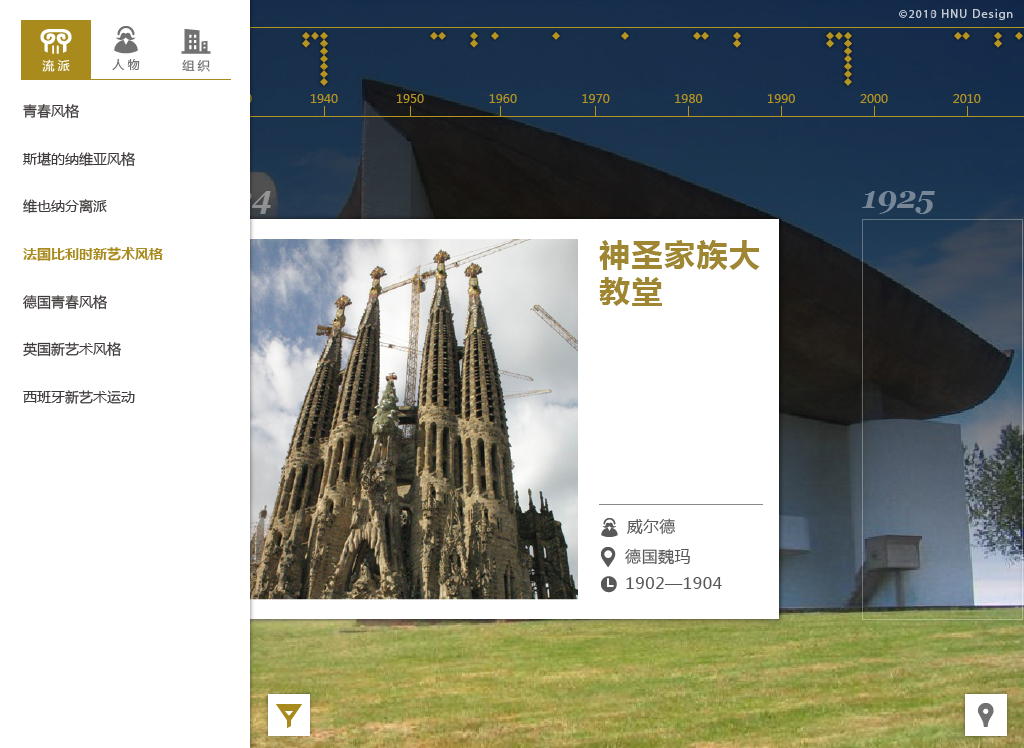 ©2013 HNU Design
流派
人物
组织
1940
1950
1960
1970
1980
1990
2000
2010
青春风格
斯堪的纳维亚风格
维也纳分离派
法国比利时新艺术风格
德国青春风格
英国新艺术风格
西班牙新艺术运动
1925
神圣家族大
教堂
威尔德
德国魏玛
1902—1904